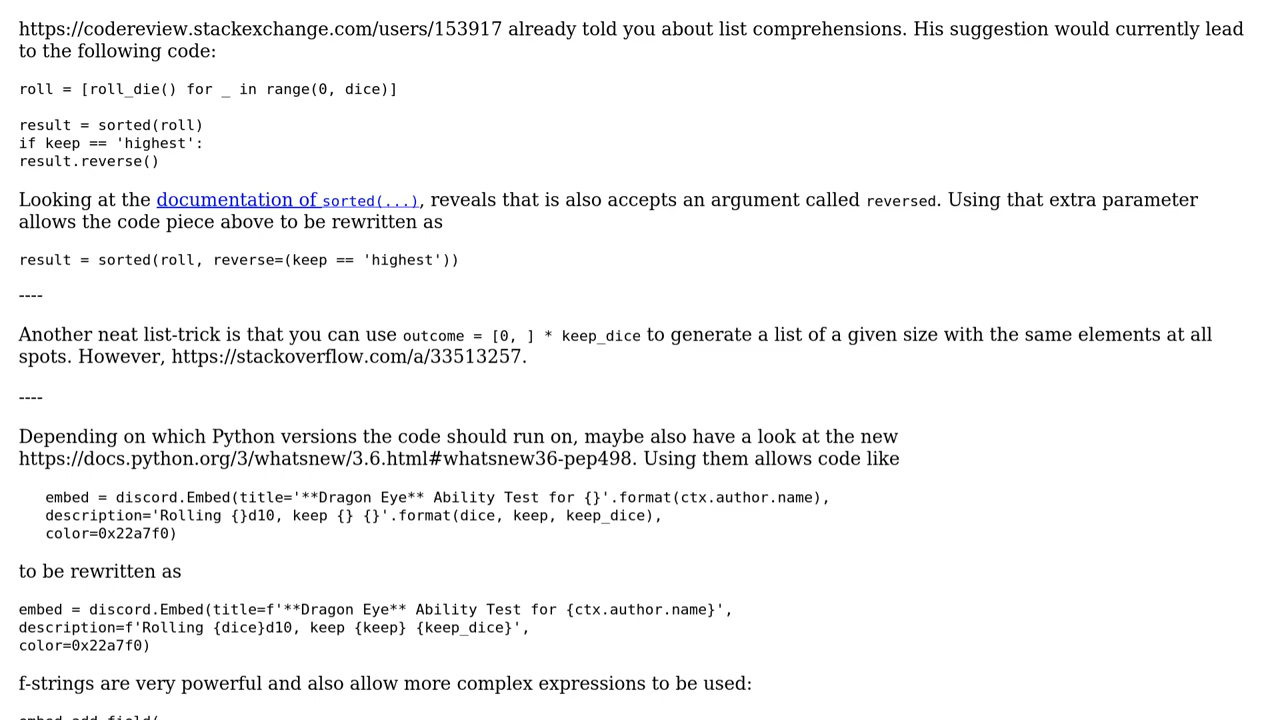 https://codereview.stackexchange.com/users/153917 already told you about list comprehensions. His suggestion would currently lead
to the following code:
roll = [roll_die() for _ in range(0, dice)]
result = sorted(roll)
if keep == 'highest':
result.reverse()
Looking at the documentation of sorted(...), reveals that is also accepts an argument called reversed. Using that extra parameter
allows the code piece above to be rewritten as
result = sorted(roll, reverse=(keep == 'highest'))
----
Another neat list-trick is that you can use outcome = [0, ] * keep_dice to generate a list of a given size with the same elements at all
spots. However, https://stackoverflow.com/a/33513257.
----
Depending on which Python versions the code should run on, maybe also have a look at the new
https://docs.python.org/3/whatsnew/3.6.html#whatsnew36-pep498. Using them allows code like
embed = discord.Embed(title='**Dragon Eye** Ability Test for {}'.format(ctx.author.name),
description='Rolling {}d10, keep {} {}'.format(dice, keep, keep_dice),
color=0x22a7f0)
to be rewritten as
embed = discord.Embed(title=f'**Dragon Eye** Ability Test for {ctx.author.name}',
description=f'Rolling {dice}d10, keep {keep} {keep_dice}',
color=0x22a7f0)
f-strings are very powerful and also allow more complex expressions to be used:
embed.add_field(